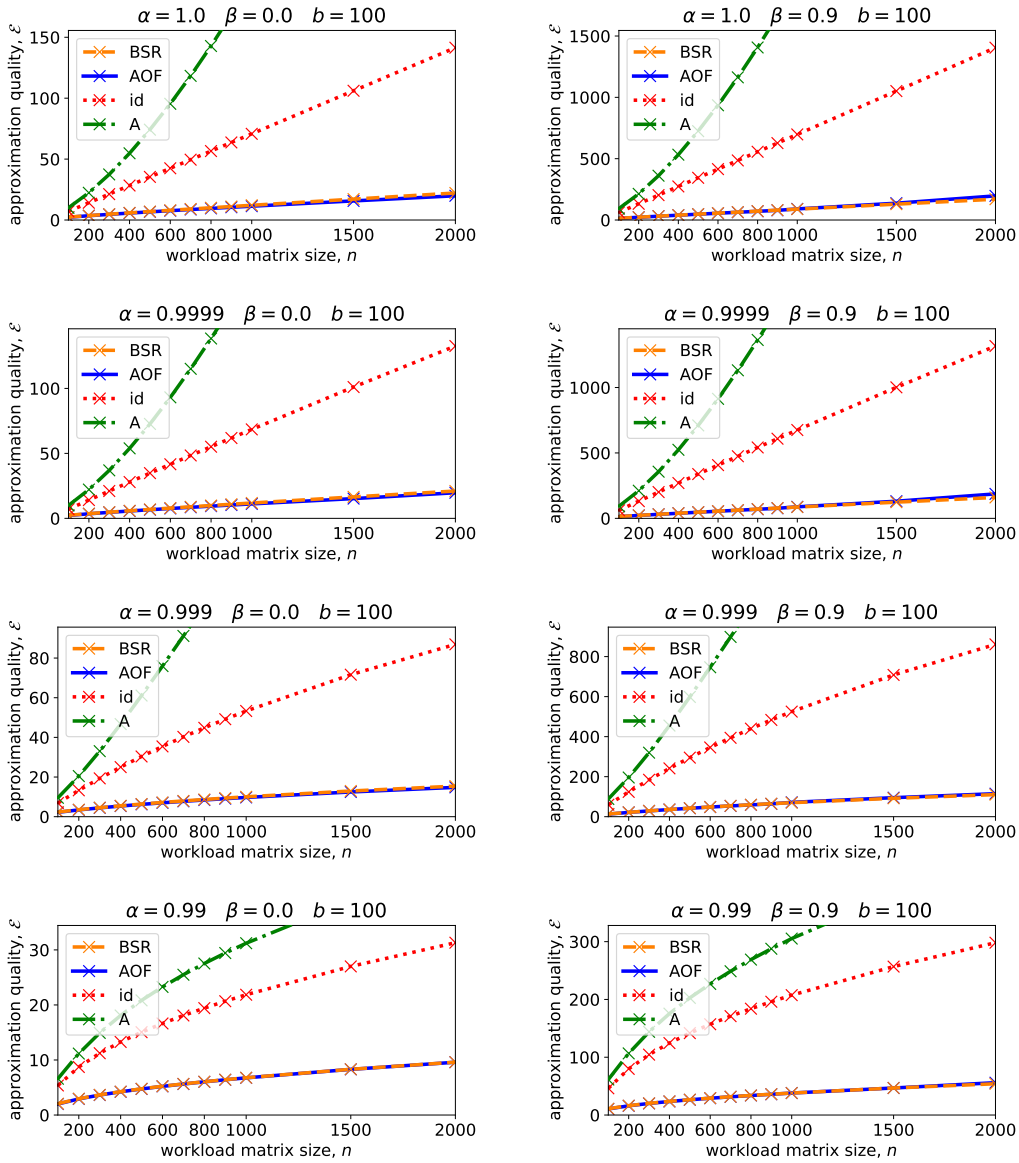 α = 1.0 β = 0.0 b = 100
approximation quality, ℰ
150
100
50
0
BSR
AOF
id
A
200 400 600 800 1000 1500 2000
workload matrix size, n
α = 1.0 β = 0.9 b = 100
approximation quality, ℰ
1500
1000
500
0
BSR
AOF
id
A
200 400 600 800 1000 1500 2000
workload matrix size, n
α = 0.9999 β = 0.0 b = 100
approximation quality, ℰ
100
50
0
BSR
AOF
id
A
200 400 600 800 1000 1500 2000
workload matrix size, n
α = 0.9999 β = 0.9 b = 100
approximation quality, ℰ
1000
500
0
BSR
AOF
id
A
200 400 600 800 1000 1500 2000
workload matrix size, n
α = 0.999 β = 0.0 b = 100
approximation quality, ℰ
80
60
40
20
0
BSR
AOF
id
A
200 400 600 800 1000 1500 2000
workload matrix size, n
α = 0.999 β = 0.9 b = 100
approximation quality, ℰ
800
600
400
200
0
BSR
AOF
id
A
200 400 600 800 1000 1500 2000
workload matrix size, n
α = 0.99 β = 0.0 b = 100
approximation quality, ℰ
30
20
10
0
BSR
AOF
id
A
200 400 600 800 1000 1500 2000
workload matrix size, n
α = 0.99 β = 0.9 b = 100
approximation quality, ℰ
300
200
100
0
BSR
AOF
id
A
200 400 600 800 1000 1500 2000
workload matrix size, n